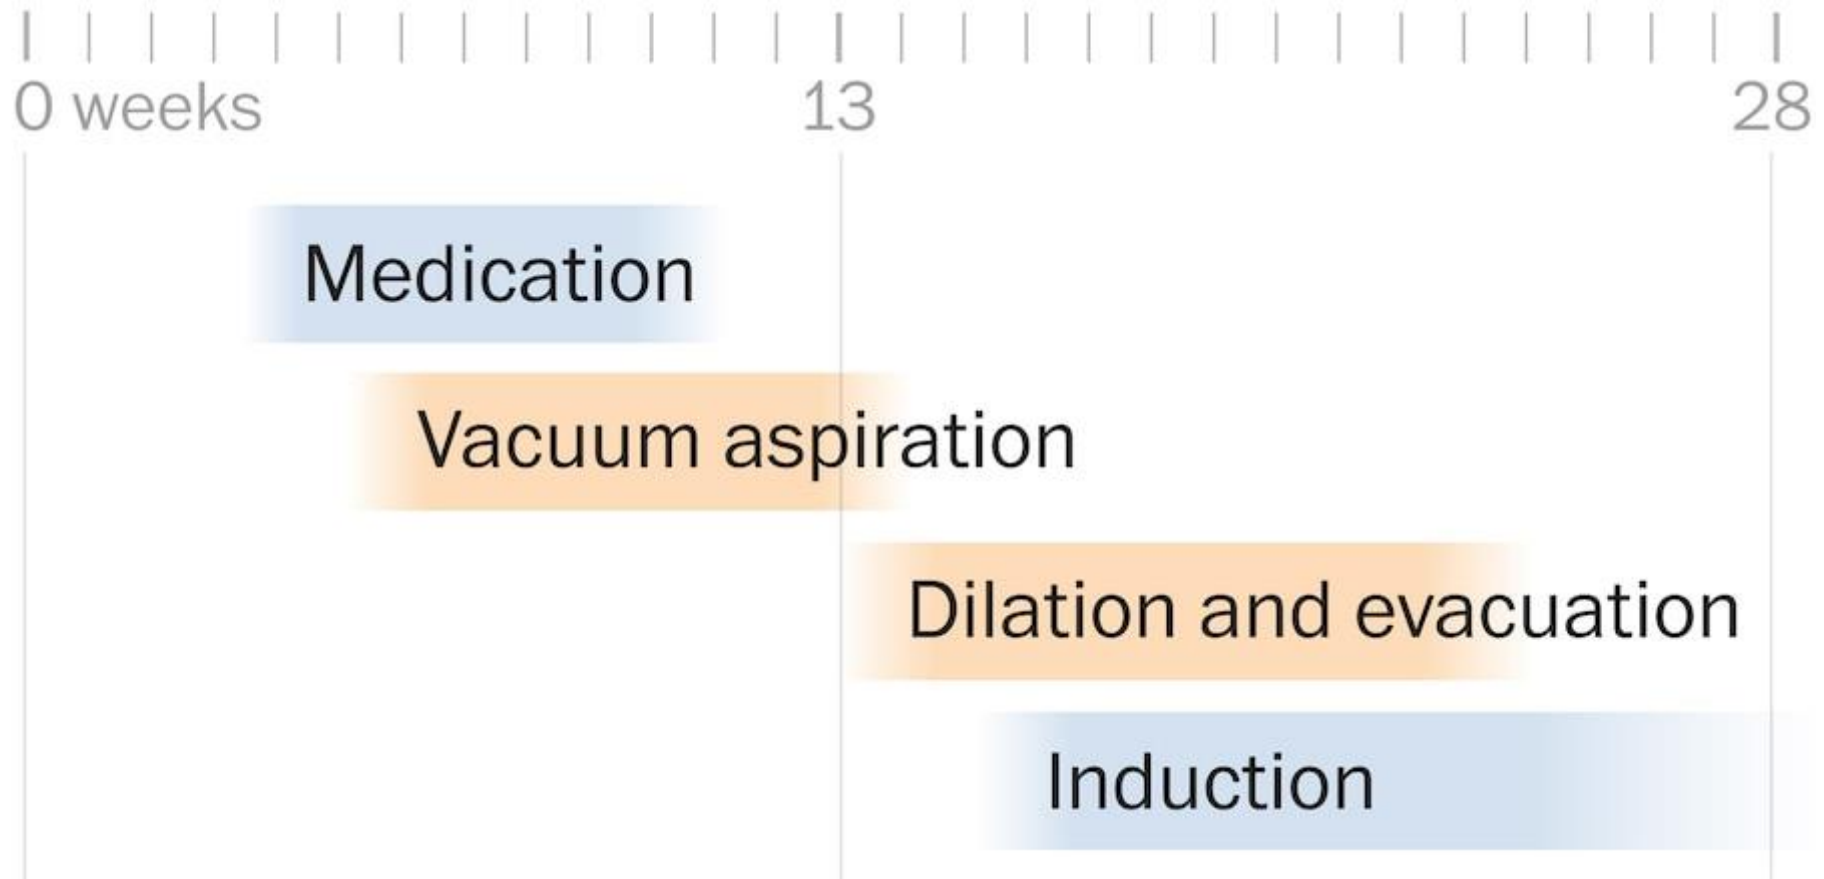 0 weeks 13 28
Medication
Vacuum aspiration
Dilation and evacuation
Induction